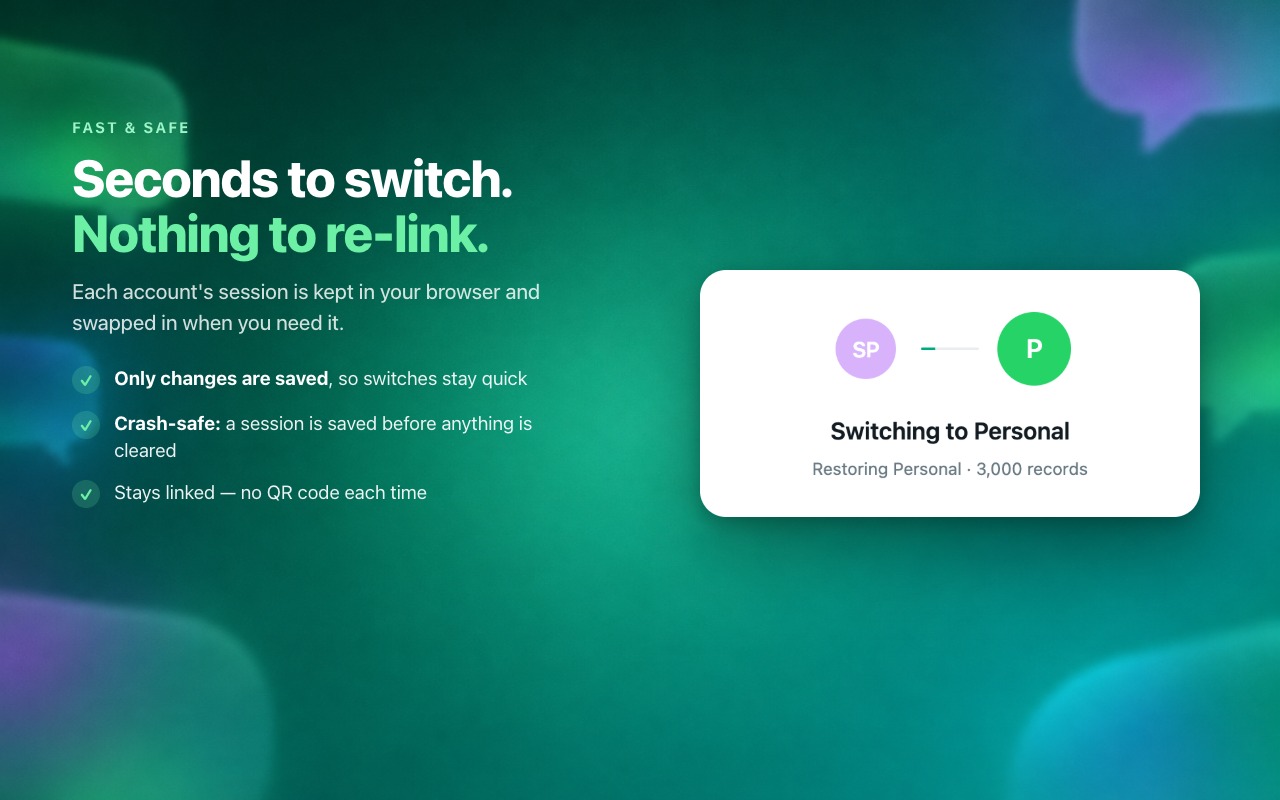 FAST & SAFE
Seconds to switch.
Nothing to re-link.
Each account's session is kept in your browser and
swapped in when you need it.
Only changes are saved, so switches stay quick
Crash-safe: a session is saved before anything is
cleared
Stays linked — no QR code each time
SP
P
Switching to Personal
Restoring Personal · 3,000 records